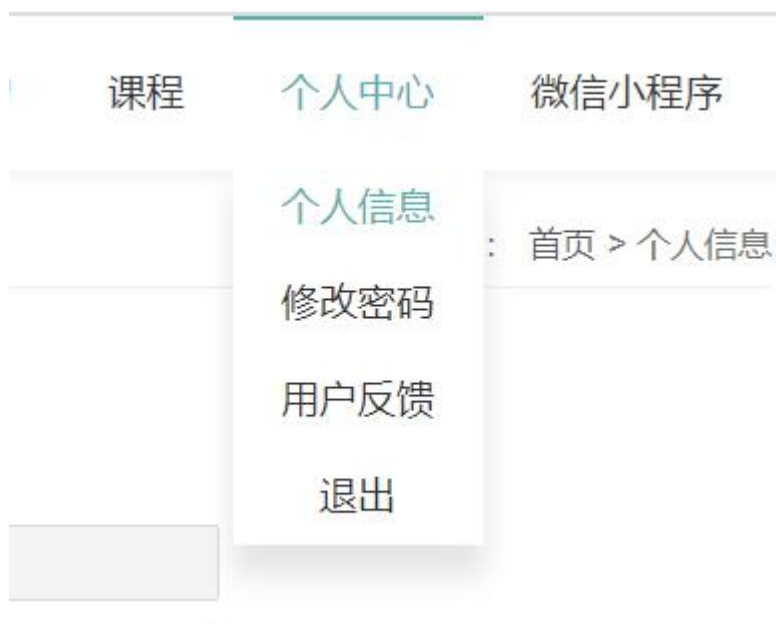 课程 个人中心 微信小程序
个人信息
: 首页 > 个人信息
修改密码
用户反馈
退出